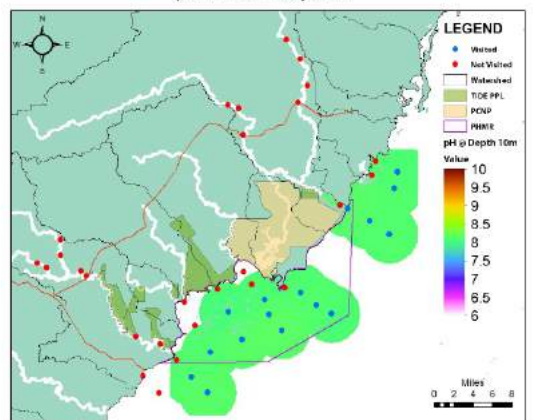 N
W E
S
LEGEND
Visited
Not Visited
Watershed
TIDE PPL
PCNP
PHMR
pH @ Depth 10m
Value
10
9.5
9
8.5
8
7.5
7
6.5
6
Miles
0 2 4 8